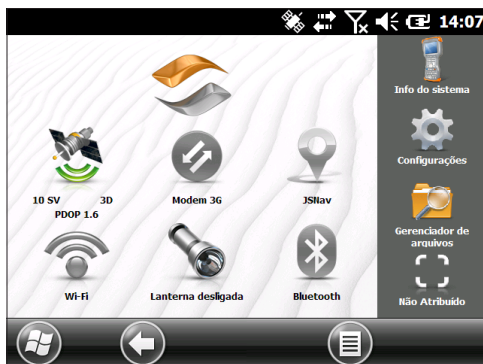 14:07
Info do sistema
Configurações
10 SV 3D
PDOP 1.6
Modem 3G
JSNav
Gerenciador de
arquivos
Wi-Fi
Lanterna desligada
Bluetooth
Não Atribuído